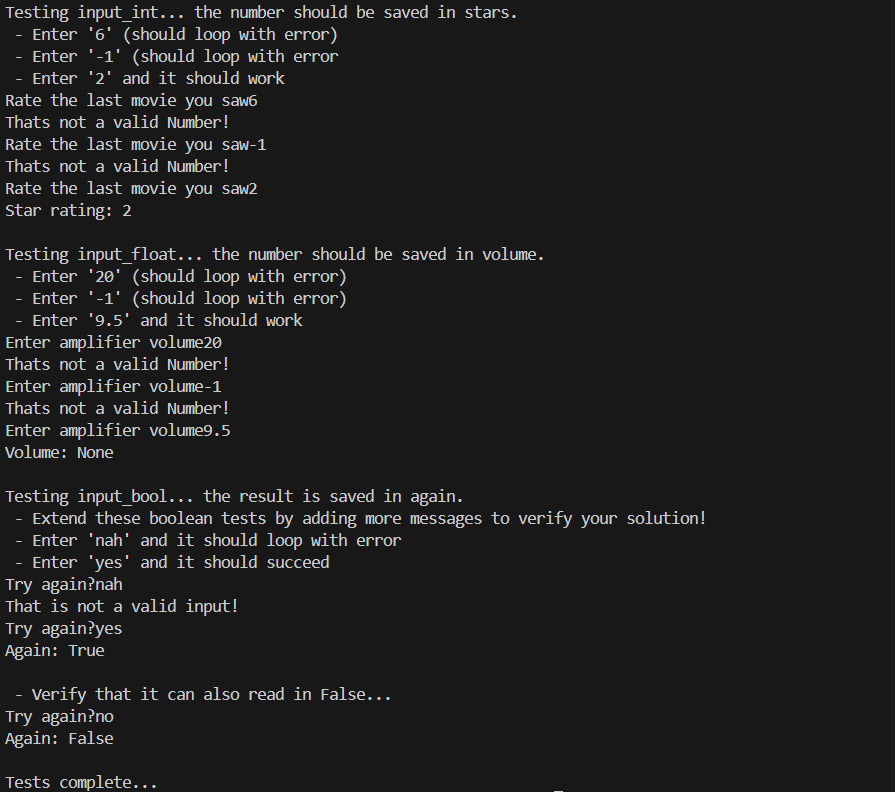 Testing input_int... the number should be saved in stars.
 - Enter '6' (should loop with error)
 - Enter '-1' (should loop with error
 - Enter '2' and it should work
Rate the last movie you saw6
Thats not a valid Number!
Rate the last movie you saw-1
Thats not a valid Number!
Rate the last movie you saw2
Star rating: 2

Testing input_float... the number should be saved in volume.
 - Enter '20' (should loop with error)
 - Enter '-1' (should loop with error)
 - Enter '9.5' and it should work
Enter amplifier volume20
Thats not a valid Number!
Enter amplifier volume-1
Thats not a valid Number!
Enter amplifier volume9.5
Volume: None

Testing input_bool... the result is saved in again.
 - Extend these boolean tests by adding more messages to verify your solution!
 - Enter 'nah' and it should loop with error
 - Enter 'yes' and it should succeed
Try again?nah
That is not a valid input!
Try again?yes
Again: True

 - Verify that it can also read in False...
Try again?no
Again: False

Tests complete...